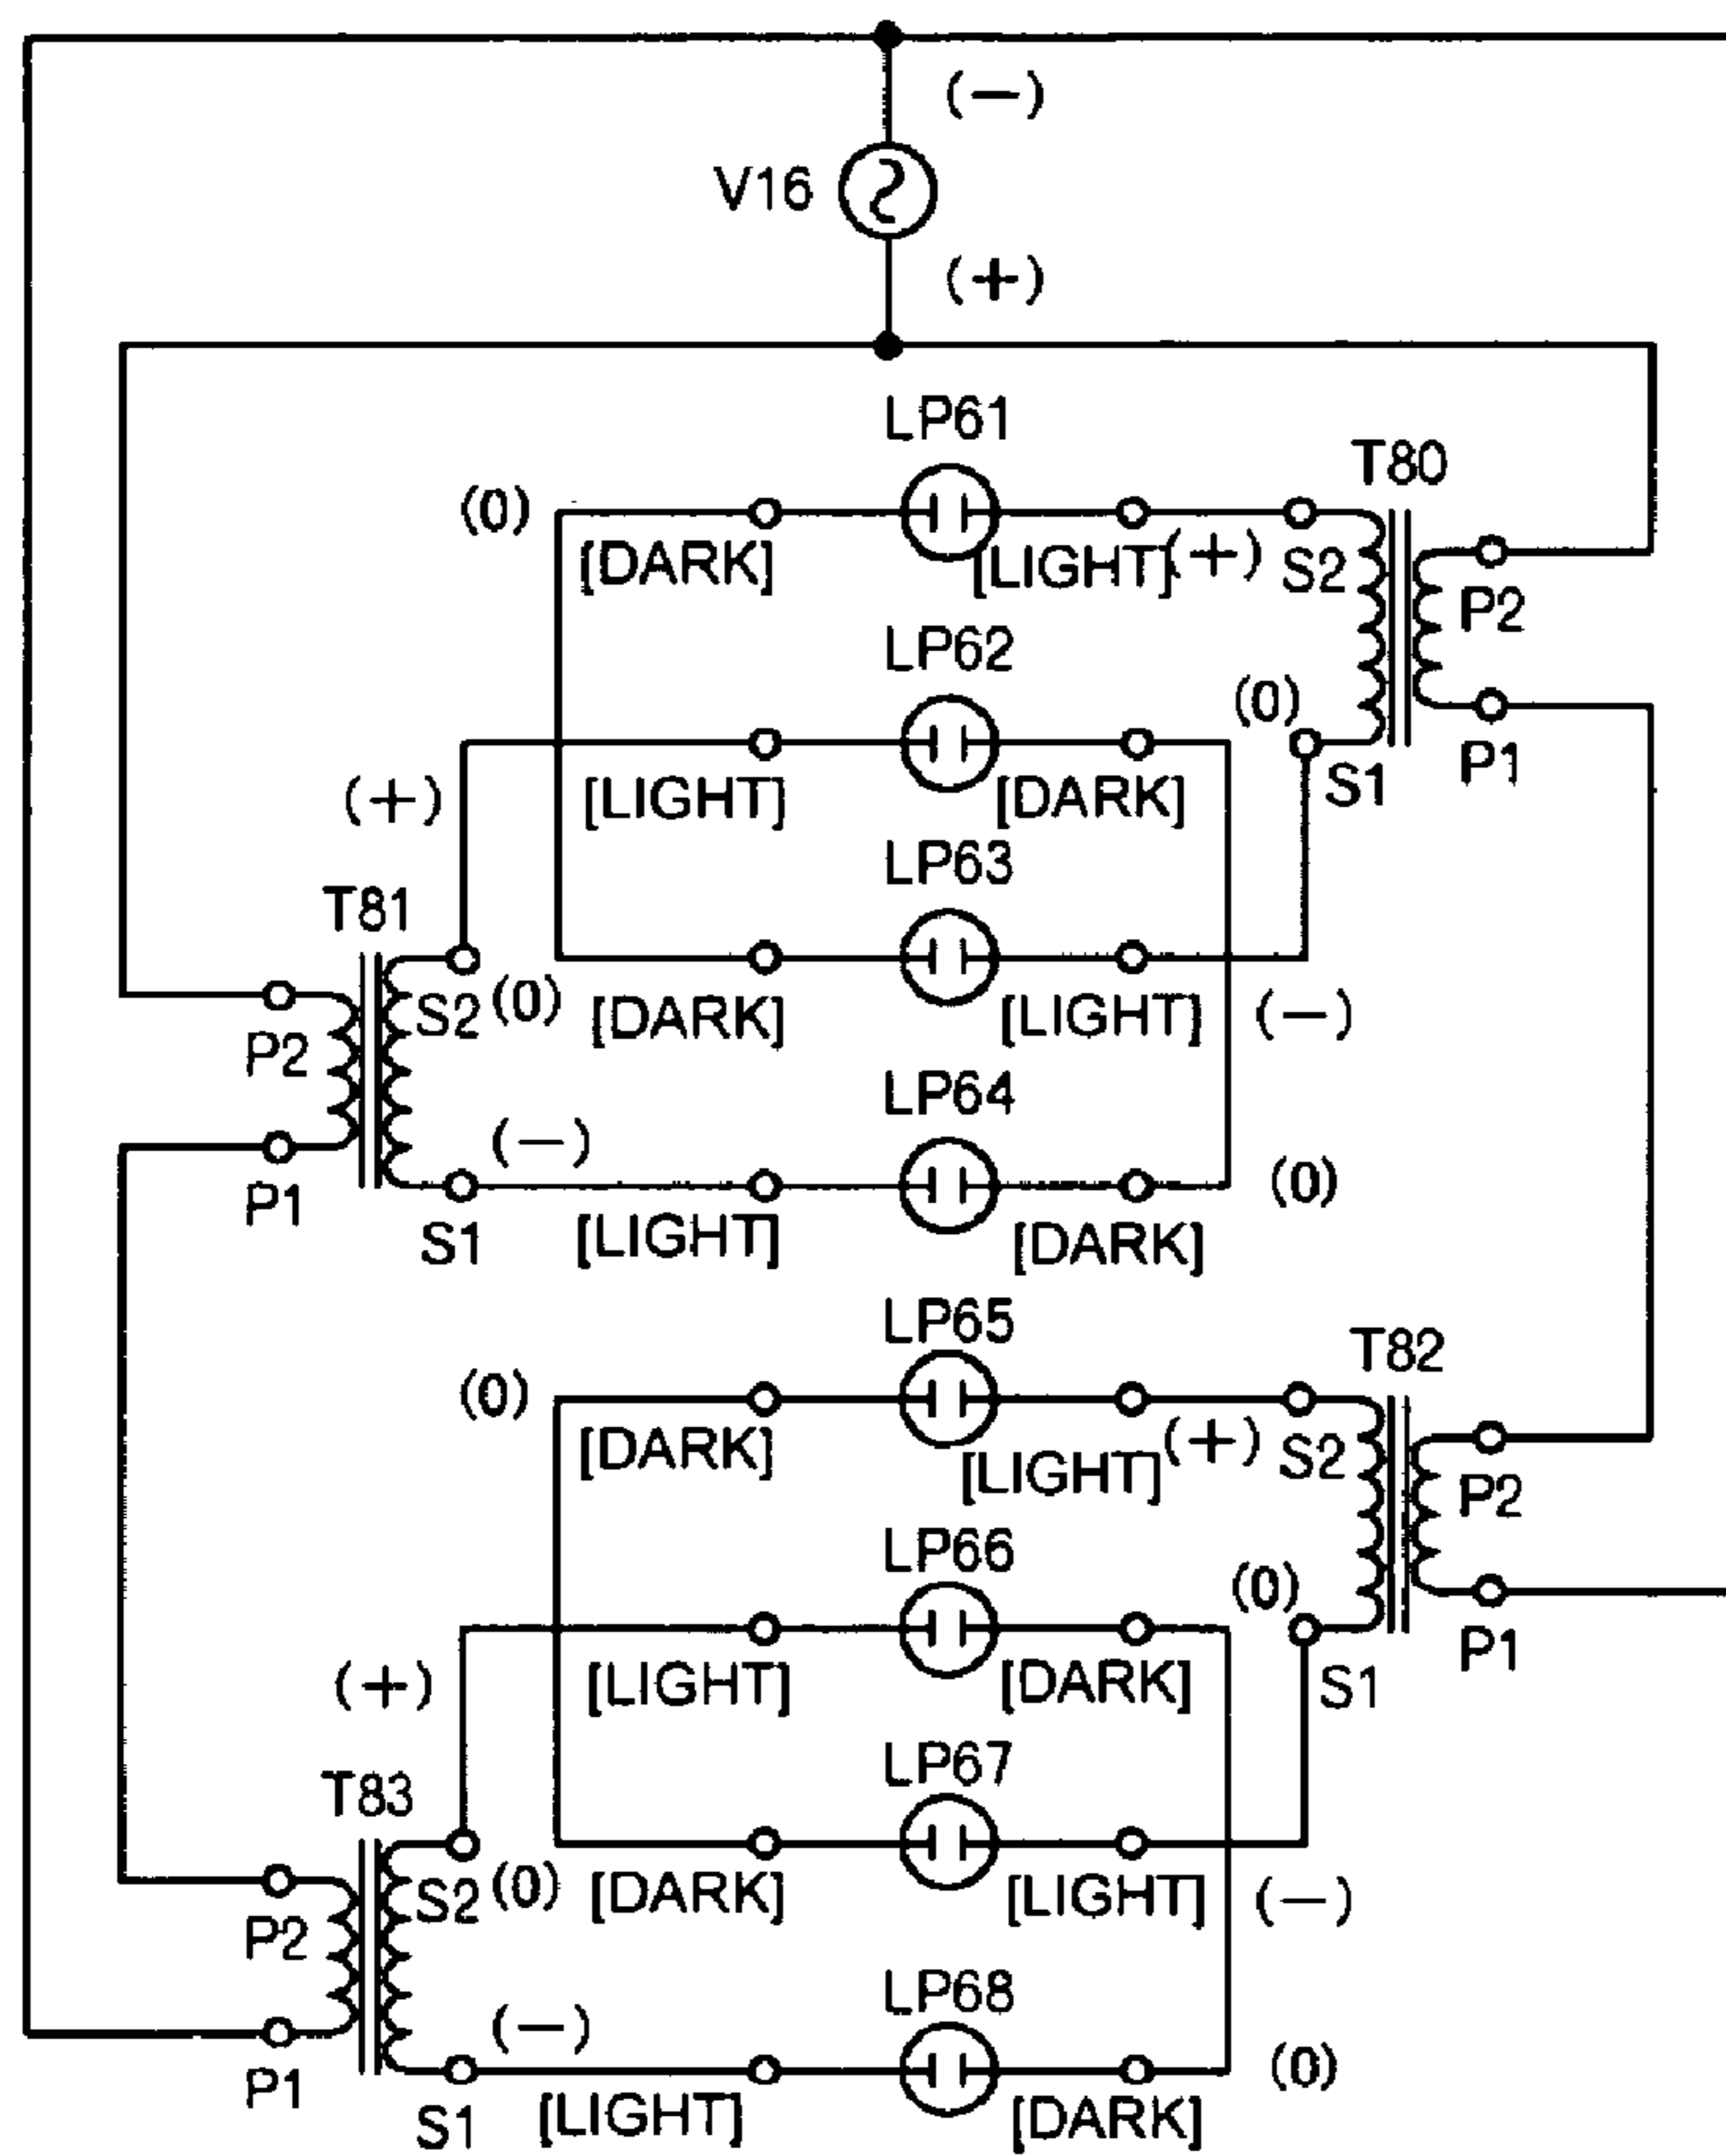 (−)
V16
(+)
LP61
T80
(0)
[DARK]
[LIGHT]
(+)
S2
P2
LP62
(0)
P1
S1
(+)
[LIGHT]
[DARK]
LP63
T81
S2
(0)
[DARK]
[LIGHT]
(−)
P2
LP64
(−)
P1
S1
[LIGHT]
[DARK]
(0)
LP65
T82
(0)
[DARK]
[LIGHT]
(+)
S2
P2
LP66
(0)
P1
S1
(+)
[LIGHT]
[DARK]
LP67
T83
S2
(0)
[DARK]
[LIGHT]
(−)
P2
LP68
(−)
(0)
P1
S1
[LIGHT]
[DARK]